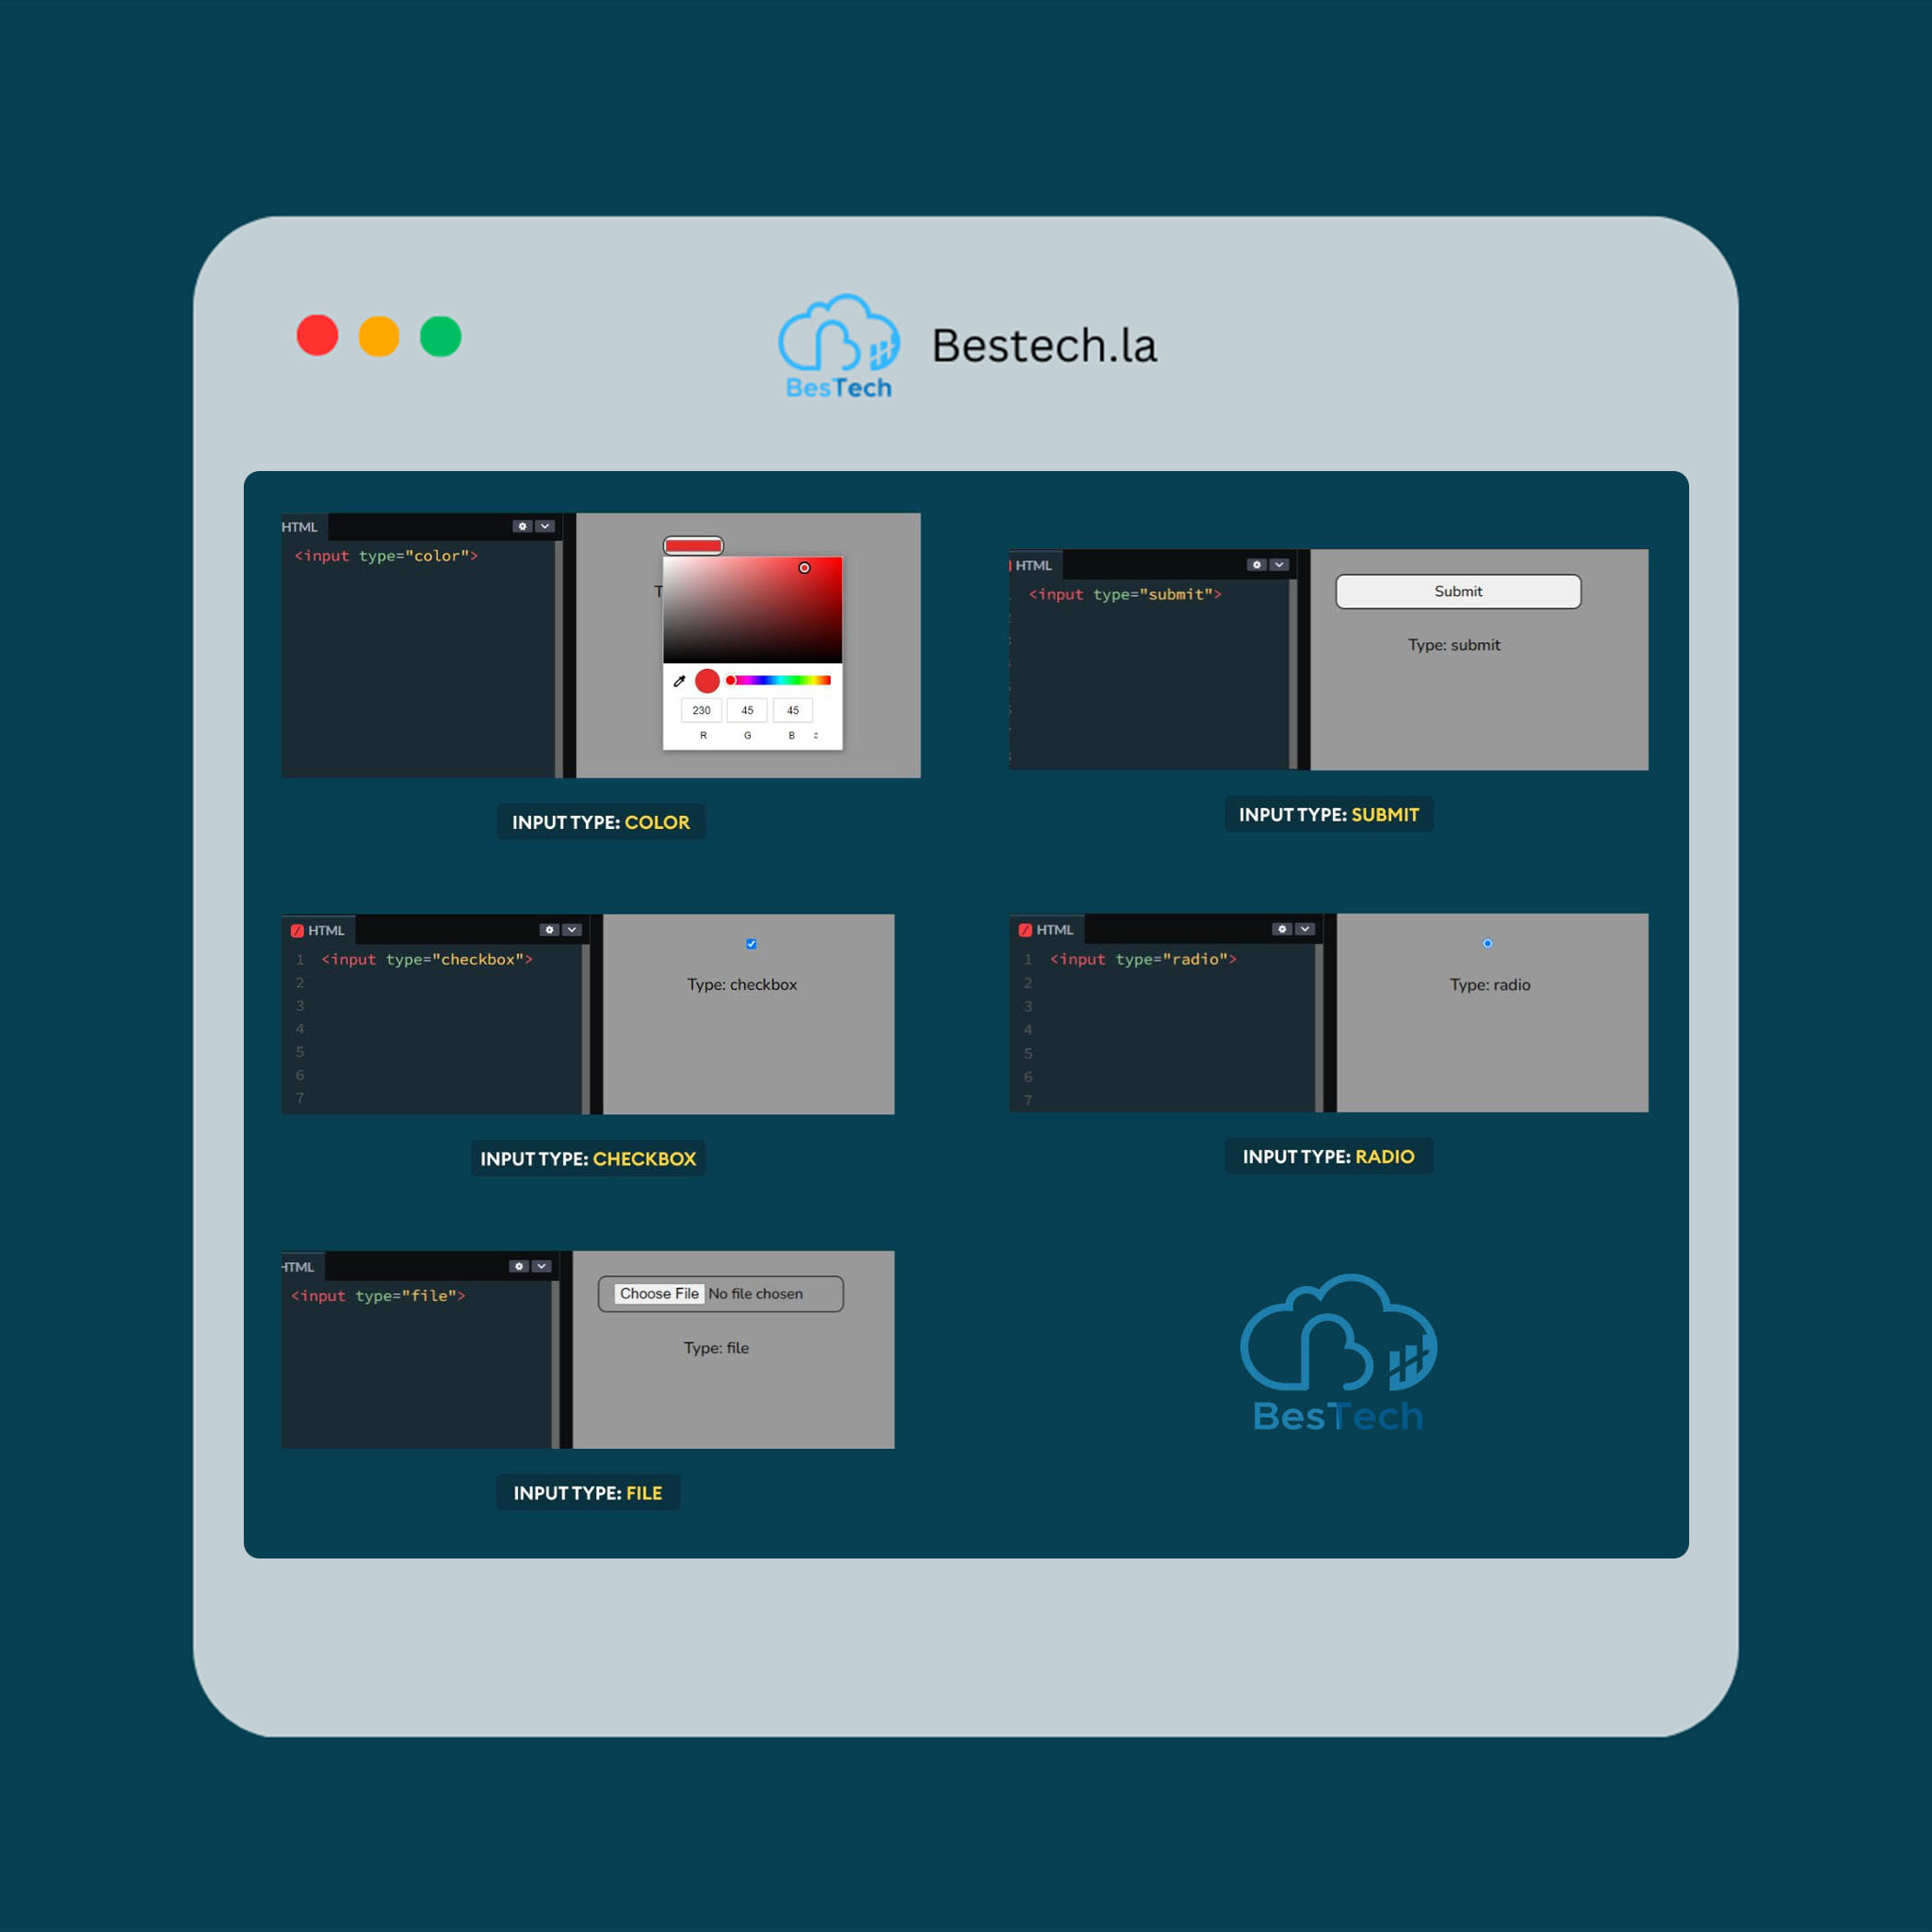 BesTech
Bestech.la
HTML
<input type="color">
T
230 45 45
R G B
INPUT TYPE: COLOR
HTML
<input type="submit">
Submit
Type: submit
INPUT TYPE: SUBMIT
HTML
1 <input type="checkbox">
2
3
4
5
6
7
Type: checkbox
INPUT TYPE: CHECKBOX
HTML
1 <input type="radio">
2
3
4
5
6
7
Type: radio
INPUT TYPE: RADIO
HTML
<input type="file">
Choose File No file chosen
Type: file
INPUT TYPE: FILE
BesTech